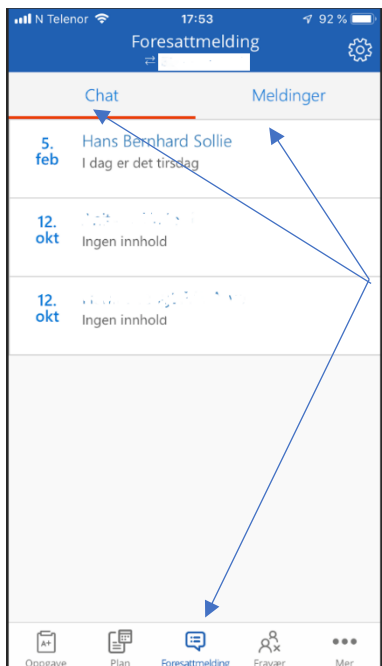 N Telenor 17:53 92 %
Foresattmelding
Chat Meldinger
5. feb
Hans Bernhard Sollie
I dag er det tirsdag
12. okt
Ingen innhold
12. okt
Ingen innhold
A+
Oppgave Plan Foresattmelding Fravær Mer